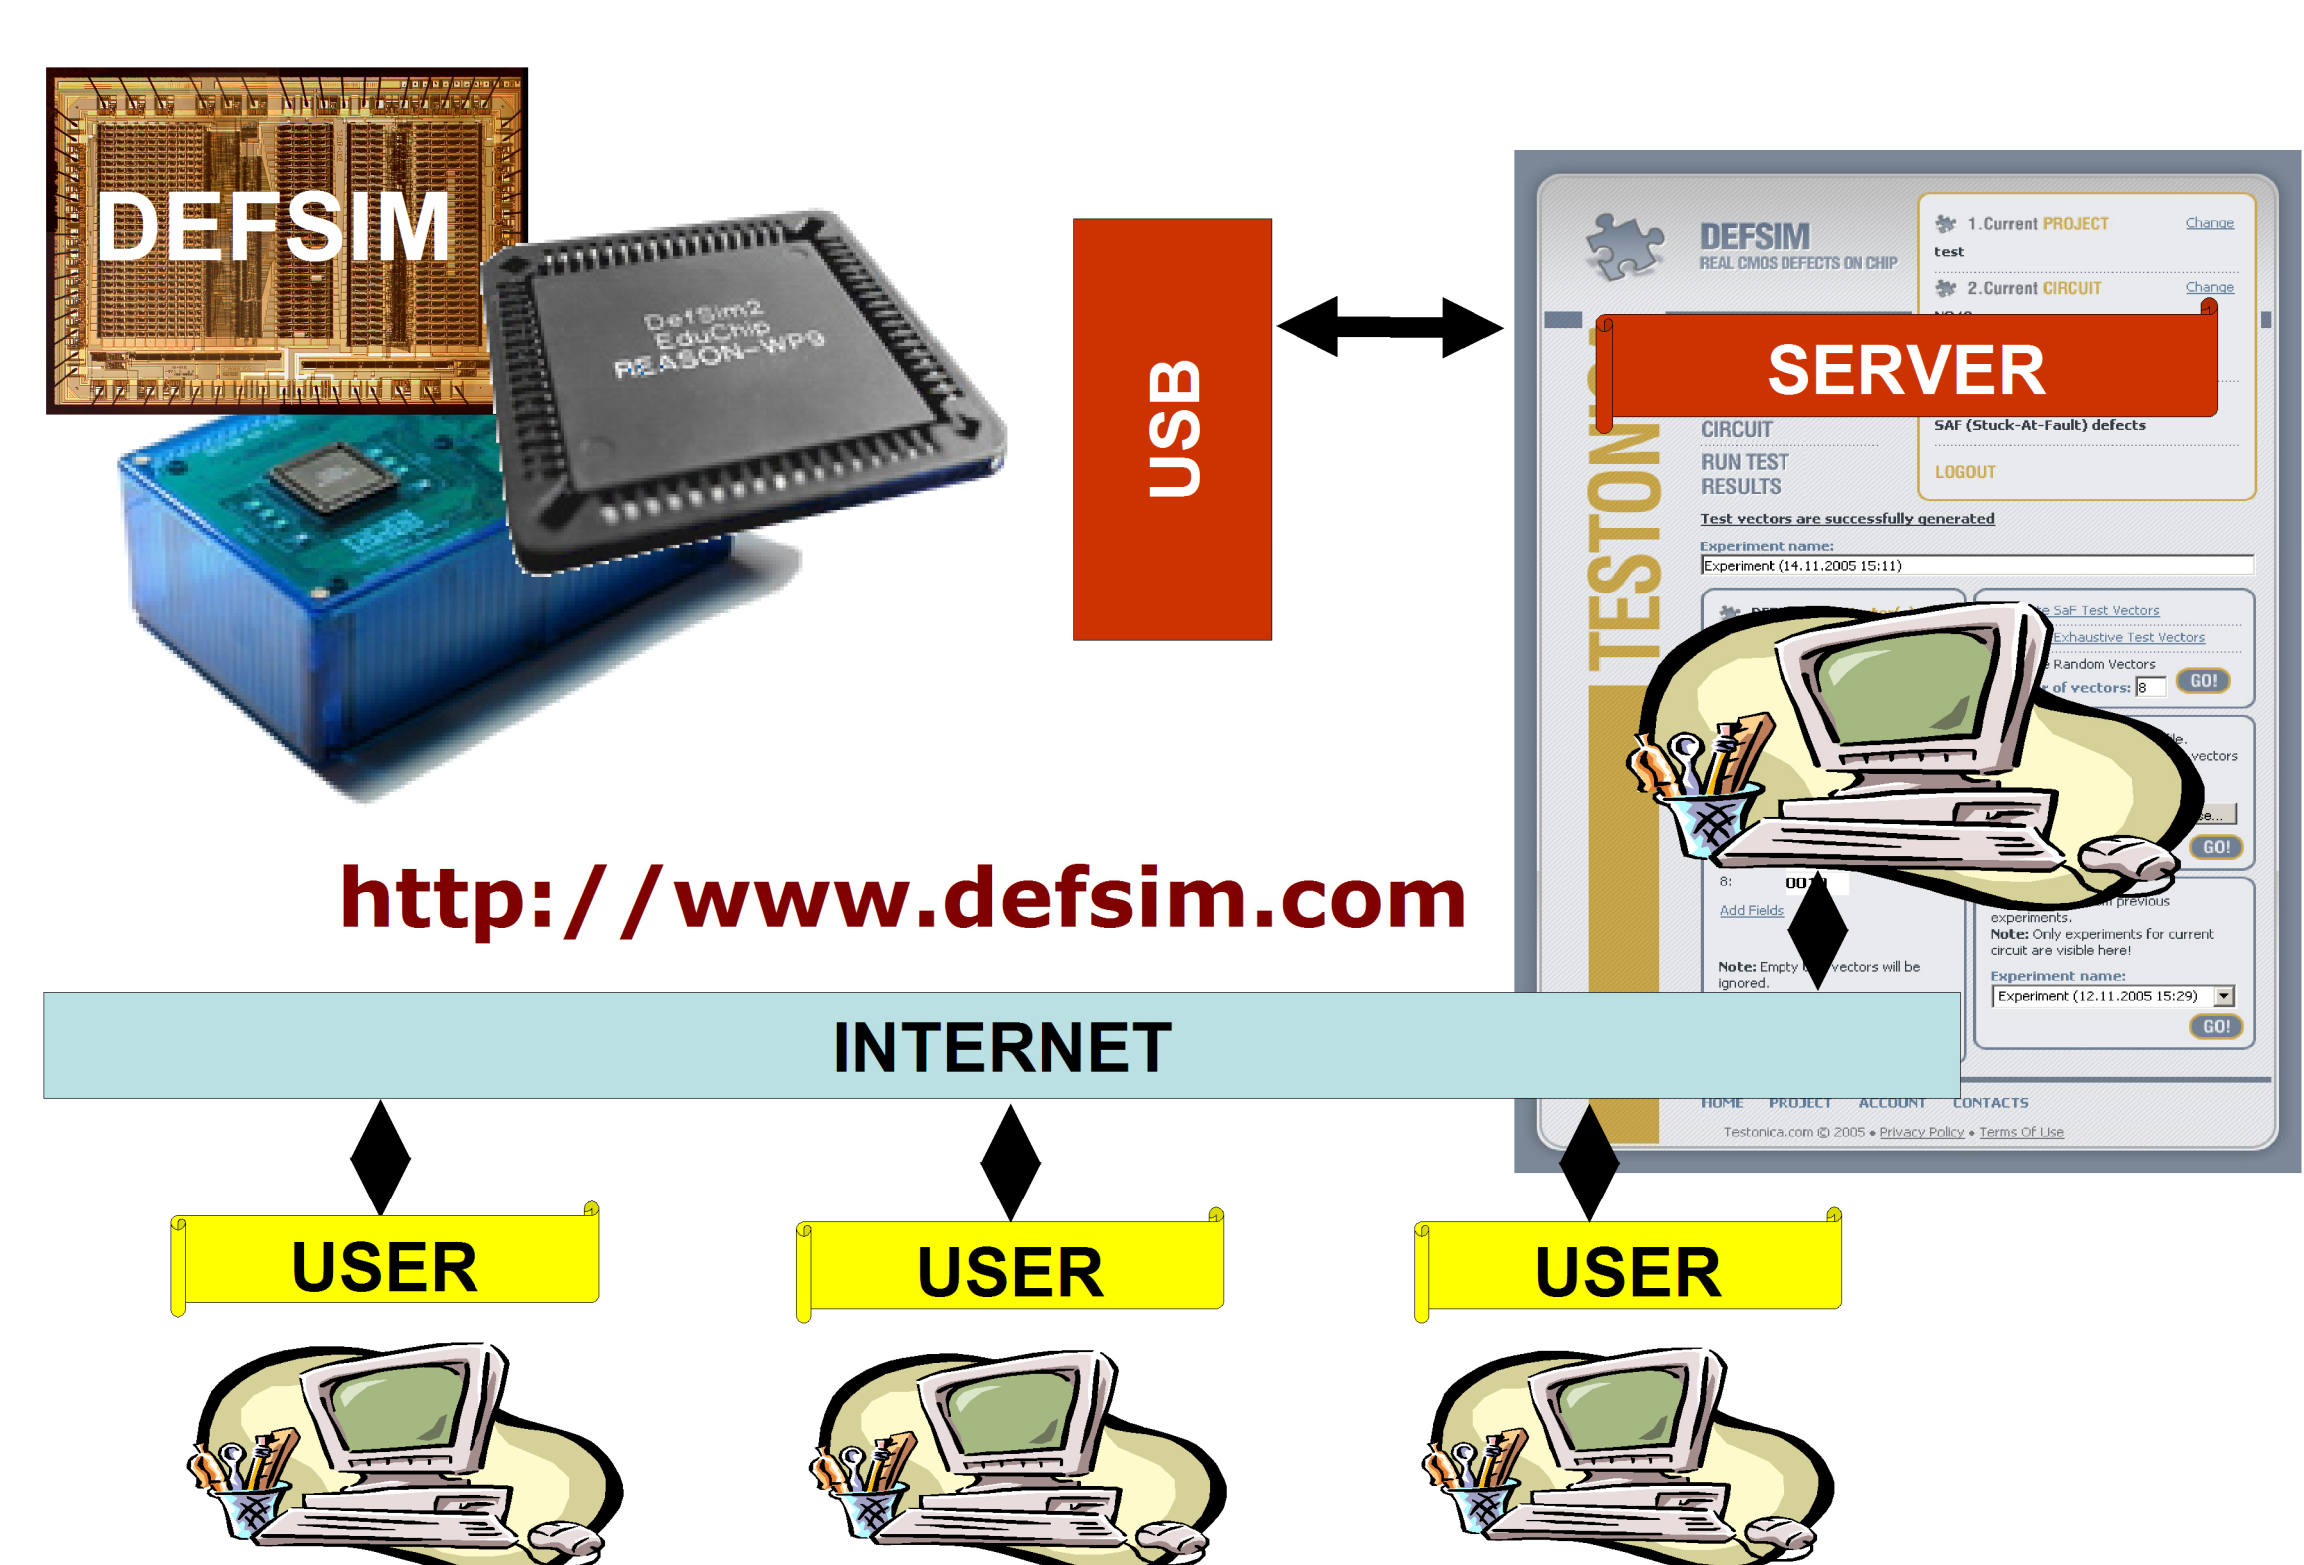 DEFSIM
DefSim2
EduChip
REASON-WP9
USB
DEFSIM
REAL CMOS DEFECTS ON CHIP
1.Current PROJECT
Change
test
2.Current CIRCUIT
Change
SERVER
SAF (Stuck-At-Fault) defects
LOGOUT
CIRCUIT
RUN TEST
RESULTS
Test vectors are successfully generated
Experiment name:
Experiment (14.11.2005 15:11)
SaF Test Vectors
Exhaustive Test Vectors
Random Vectors
of vectors: 8
GO!
vectors
GO!
8:
Add Fields
Note: Empty vectors will be
ignored.
previous
experiments.
Note: Only experiments for current
circuit are visible here!
Experiment name:
Experiment (12.11.2005 15:29)
GO!
http://www.defsim.com
INTERNET
HOME PROJECT ACCOUNT CONTACTS
Testonica.com © 2005 • Privacy Policy • Terms Of Use
USER
USER
USER